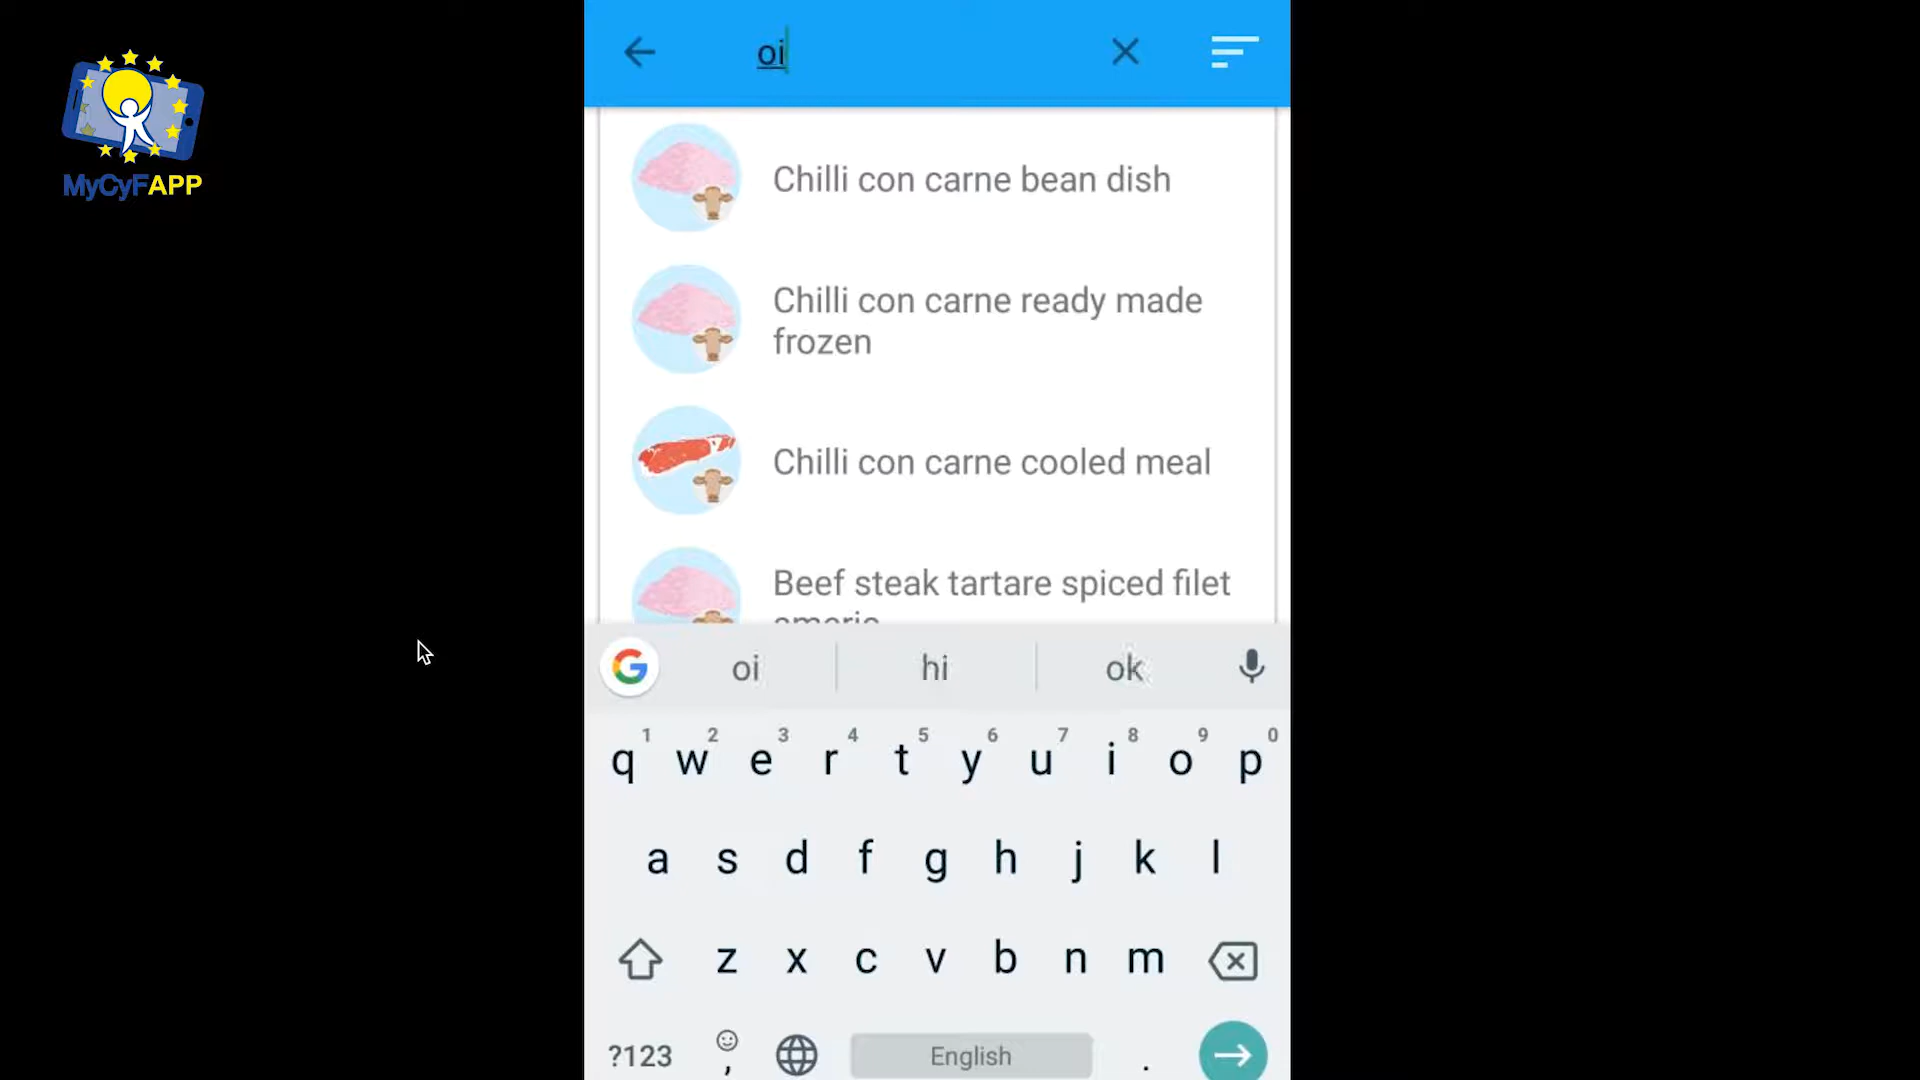 MyCyFAPP
oi
Chilli con carne bean dish
Chilli con carne ready made
frozen
Chilli con carne cooled meal
Beef steak tartare spiced filet
americ
oi hi ok
1 2 3 4 5 6 7 8 9 0
q w e r t y u i o p
a s d f g h j k l
z x c v b n m
?123 , English .